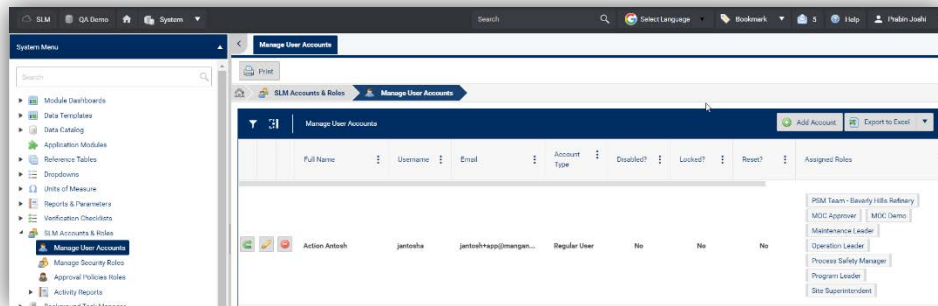 SLM QA Demo System Search Select Language Bookmark 5 Help Prabin Joshi
System Menu
Manage User Accounts
Search
Print
SLM Accounts & Roles Manage User Accounts
Module Dashboards
Data Templates
Data Catalog
Application Modules
Reference Tables
Dropdowns
Units of Measure
Reports & Parameters
Verification Checklists
SLM Accounts & Roles
Manage User Accounts
Manage Security Roles
Approval Policies Roles
Activity Reports
Background Task Manager
Manage User Accounts Add Account Export to Excel
Full Name Username Email Account Type Disabled? Locked? Reset? Assigned Roles
Action Antosh jantosha jantosh+app@mangan... Regular User No No No
PSM Team - Beverly Hills Refinery
MOC Approver MOC Demo
Maintenance Leader
Operation Leader
Process Safety Manager
Program Leader
Site Superintendent